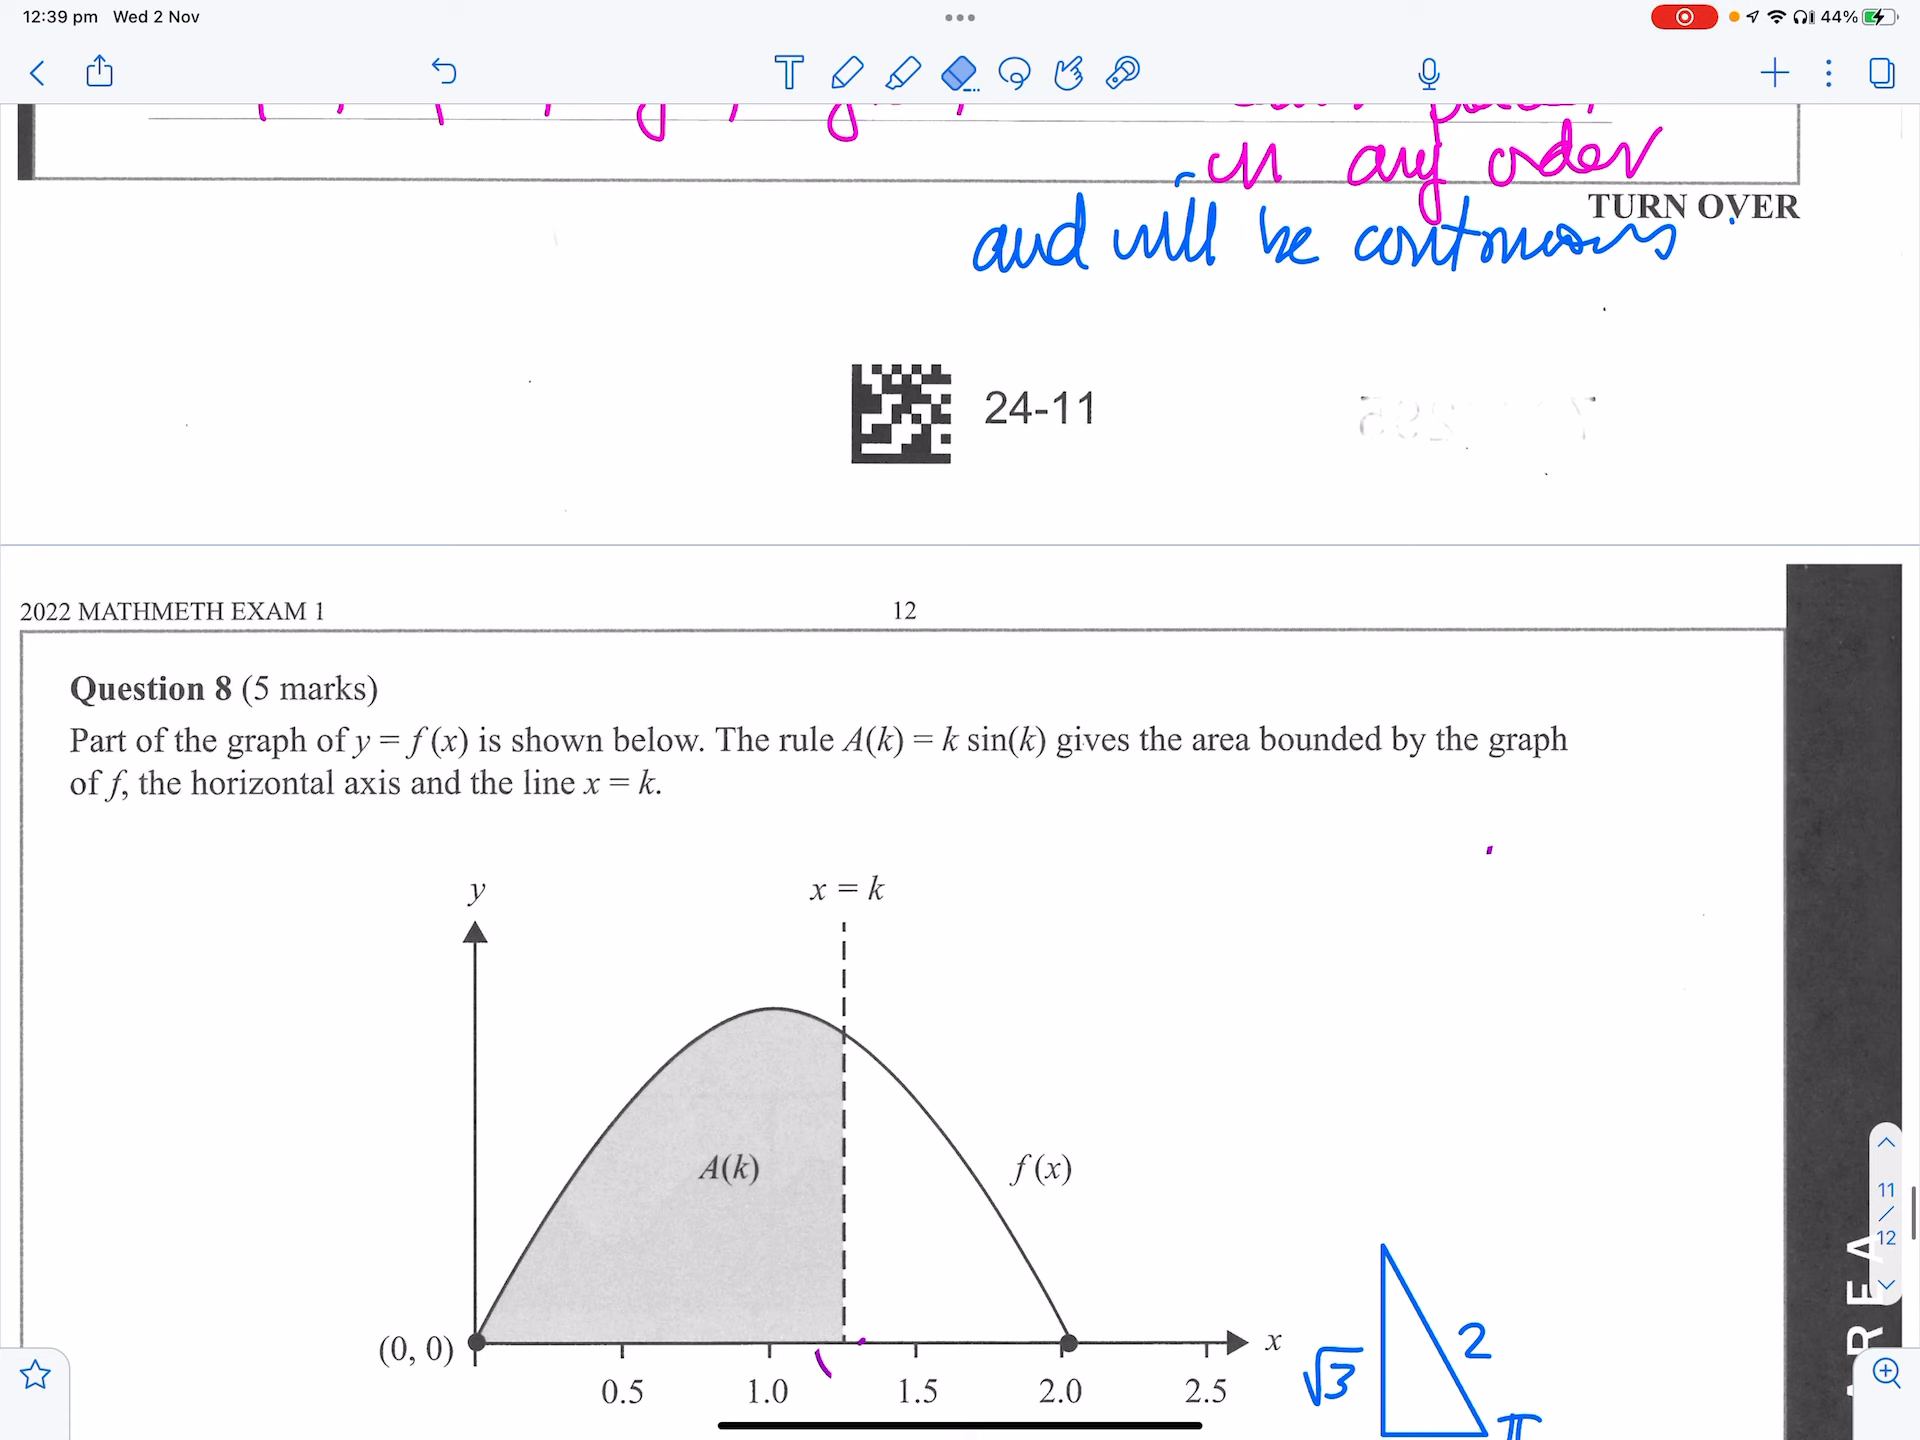 12:39 pm Wed 2 Nov
44%
in any order
TURN OVER
and will be continuous
24-11
2022 MATHMETH EXAM 1
12
Question 8 (5 marks)
Part of the graph of y = f(x) is shown below. The rule A(k) = k sin(k) gives the area bounded by the graph
of f, the horizontal axis and the line x = k.
y
x = k
A(k)
f(x)
(0, 0)
x
0.5 1.0 1.5 2.0 2.5
√3
2
π
11
/
12
AREA